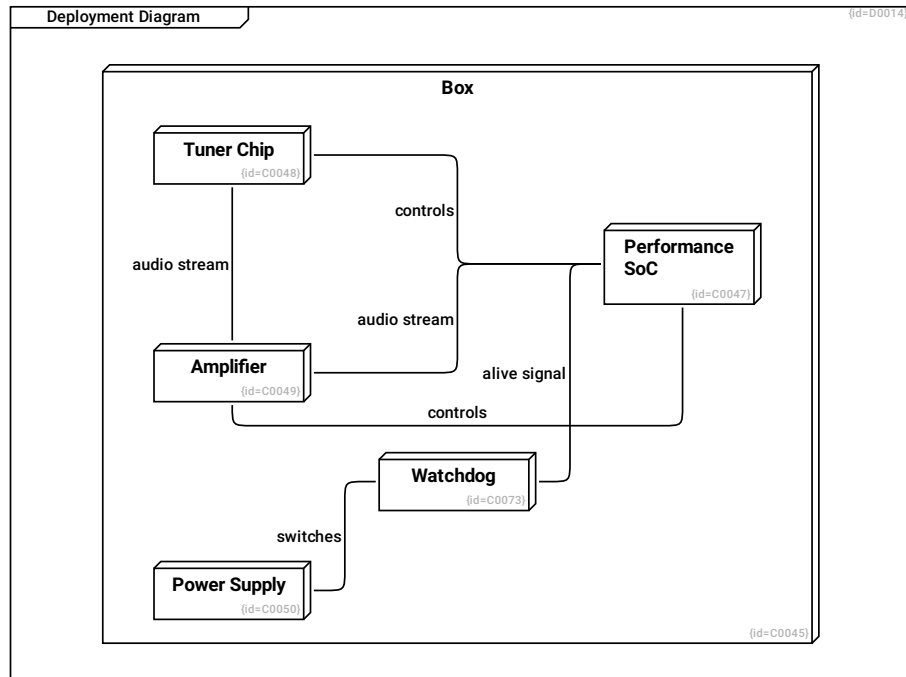 Deployment Diagram
{id=D0014}
Box
Tuner Chip
{id=C0048}
controls
Performance
SoC
{id=C0047}
audio stream
audio stream
Amplifier
{id=C0049}
alive signal
controls
Watchdog
{id=C0073}
switches
Power Supply
{id=C0050}
{id=C0045}